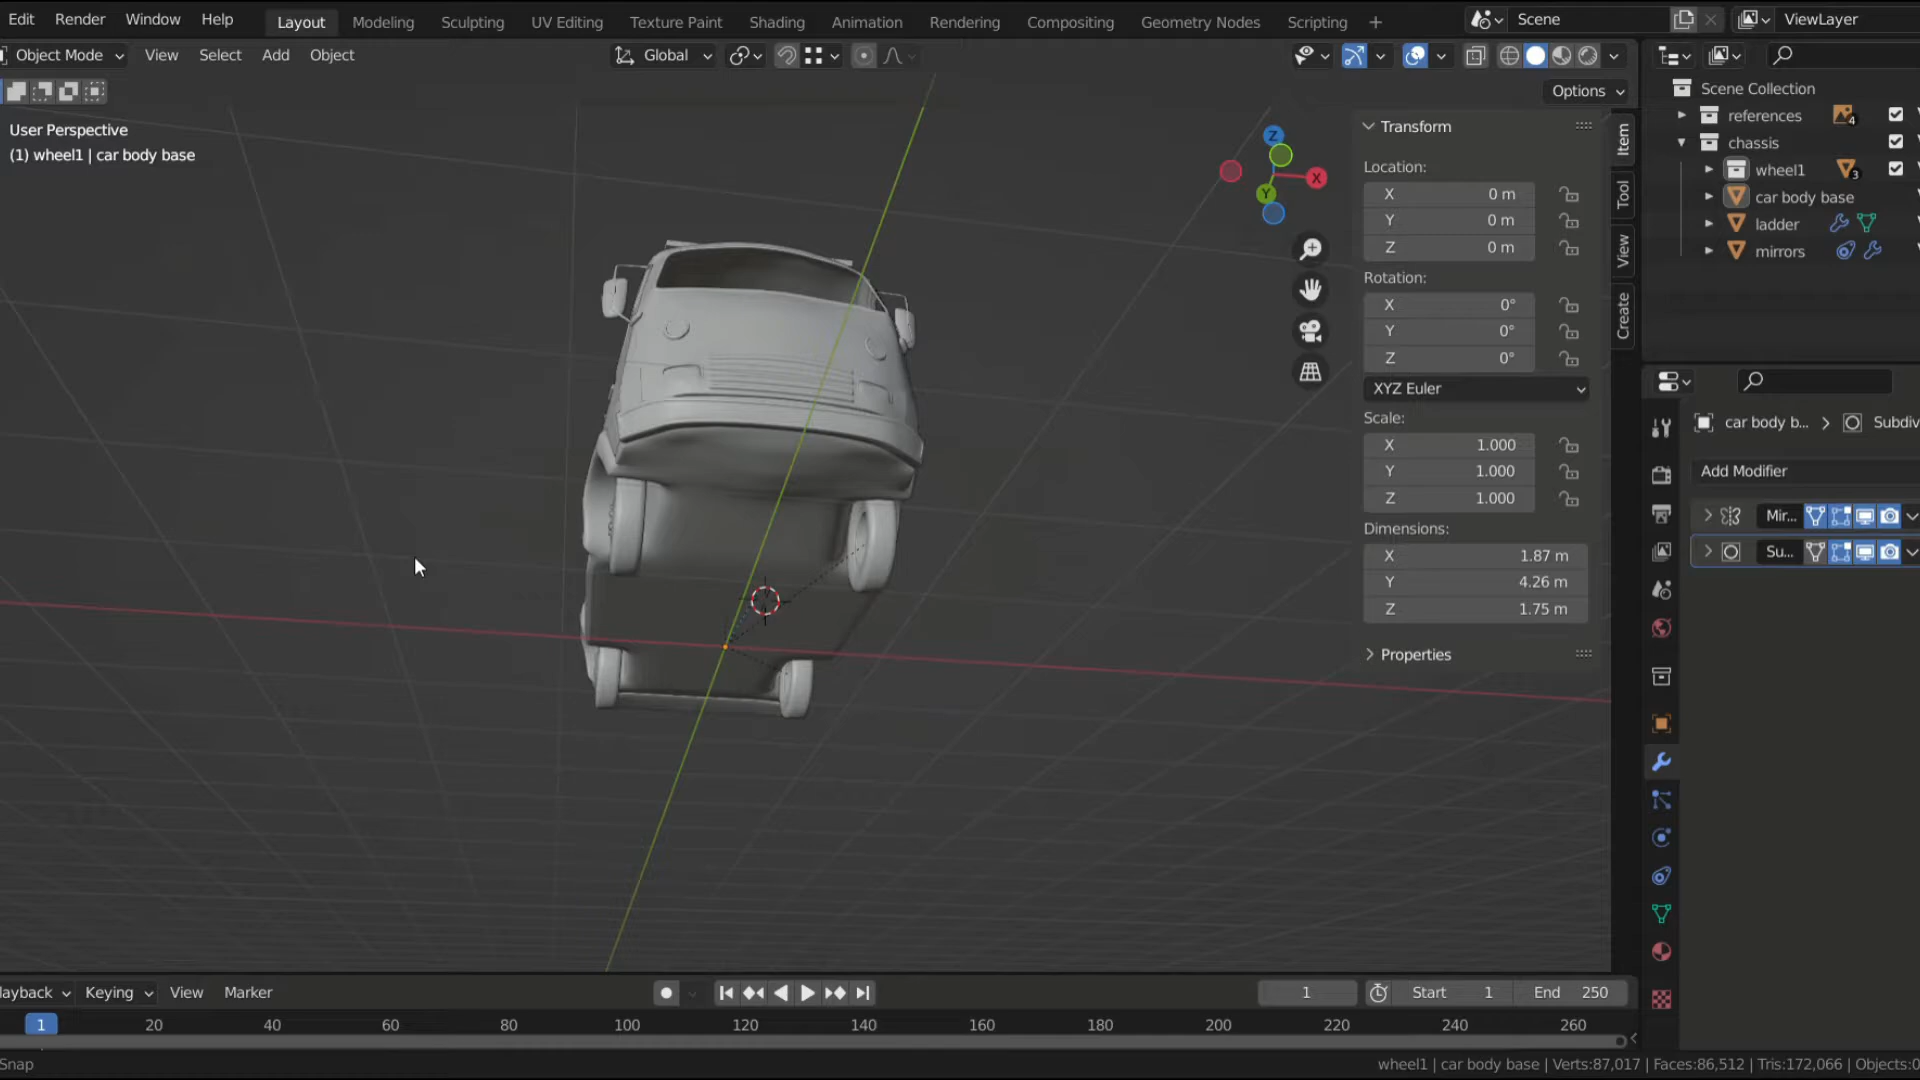 Edit Render Window Help Layout Modeling Sculpting UV Editing Texture Paint Shading Animation Rendering Compositing Geometry Nodes Scripting + Scene ViewLayer
Object Mode View Select Add Object Global
Options
User Perspective
(1) wheel1 | car body base
Z
X
Y
Transform
Location:
X 0 m
Y 0 m
Z 0 m
Rotation:
X 0°
Y 0°
Z 0°
XYZ Euler
Scale:
X 1.000
Y 1.000
Z 1.000
Dimensions:
X 1.87 m
Y 4.26 m
Z 1.75 m
Properties
Item
Tool
View
Create
Scene Collection
references 4
chassis
wheel1 3
car body base
ladder
mirrors
car body b... > Subdiv
Add Modifier
Mir...
Su...
layback Keying View Marker
1 Start 1 End 250
1 20 40 60 80 100 120 140 160 180 200 220 240 260
Snap
wheel1 | car body base | Verts:87,017 | Faces:86,512 | Tris:172,066 | Objects:0